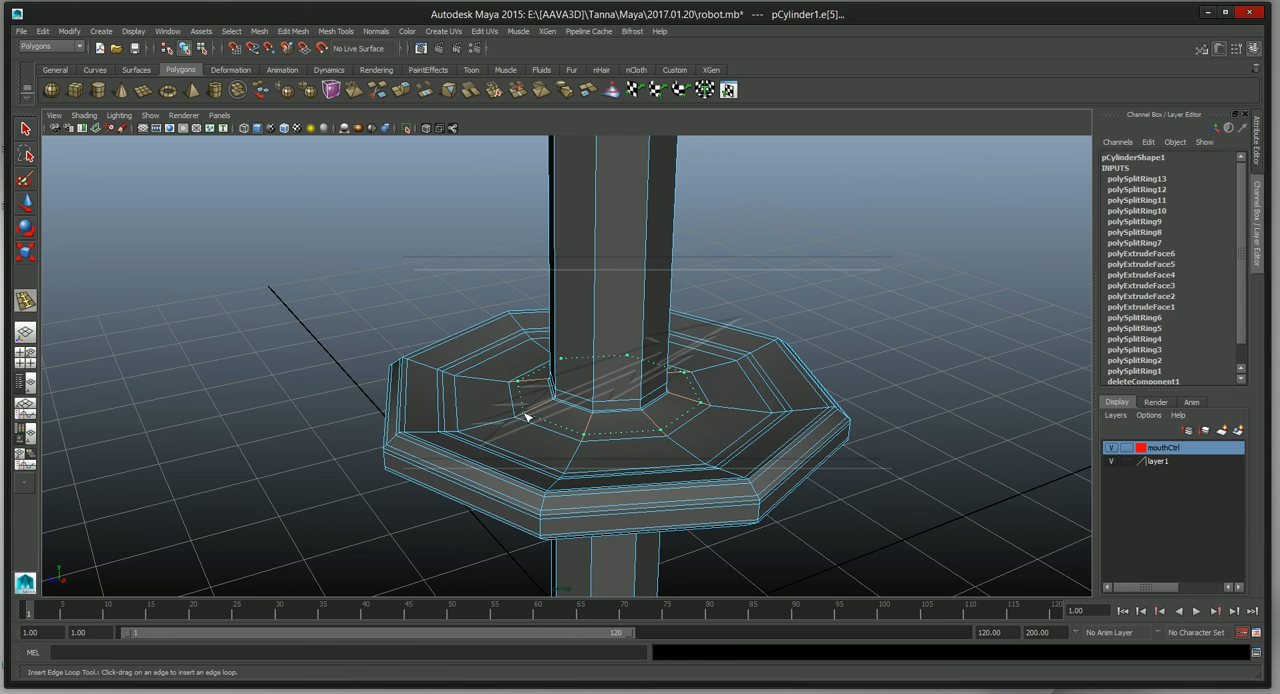 Autodesk Maya 2015: E:\[AAVA3D]\Tanna\Maya\2017.01.20\robot.mb* --- pCylinder1.e[5]...
File Edit Modify Create Display Window Assets Select Mesh Edit Mesh Mesh Tools Normals Color Create UVs Edit UVs Muscle XGen Pipeline Cache Bifrost Help
Polygons No Live Surface
General Curves Surfaces Polygons Deformation Animation Dynamics Rendering PaintEffects Toon Muscle Fluids Fur nHair nCloth Custom XGen
View Shading Lighting Show Renderer Panels
Channel Box / Layer Editor
Channels Edit Object Show
pCylinderShape1
INPUTS
polySplitRing13
polySplitRing12
polySplitRing11
polySplitRing10
polySplitRing9
polySplitRing8
polySplitRing7
polyExtrudeFace6
polyExtrudeFace5
polyExtrudeFace4
polyExtrudeFace3
polyExtrudeFace2
polyExtrudeFace1
polySplitRing6
polySplitRing5
polySplitRing4
polySplitRing3
polySplitRing2
polySplitRing1
deleteComponent1
Attribute Editor
Channel Box / Layer Editor
Display Render Anim
Layers Options Help
V mouthCtrl
V layer1
persp
1 5 10 15 20 25 30 35 40 45 50 55 60 65 70 75 80 85 90 95 100 105 110 115 120 1.00
1.00 1.00 1 120 120.00 200.00 No Anim Layer No Character Set
MEL
Insert Edge Loop Tool: Click-drag on an edge to insert an edge loop.